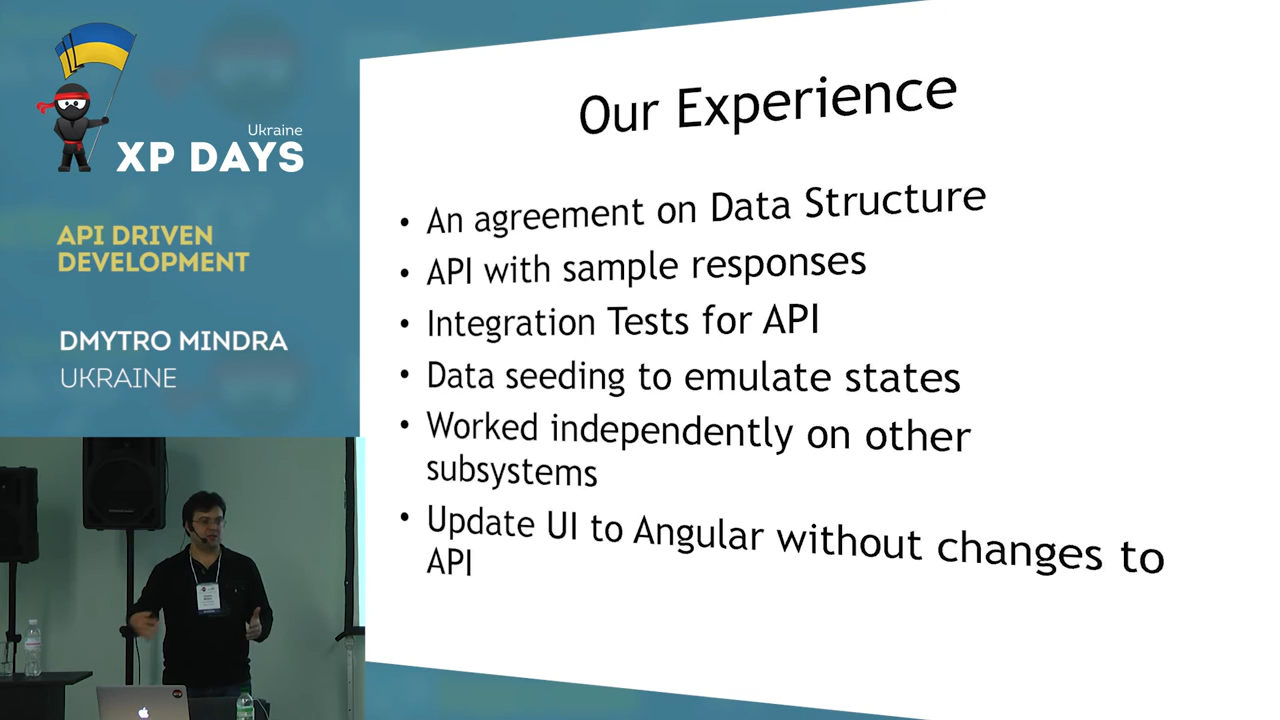 Ukraine
XP DAYS
API DRIVEN
DEVELOPMENT
DMYTRO MINDRA
UKRAINE
Our Experience
• An agreement on Data Structure
• API with sample responses
• Integration Tests for API
• Data seeding to emulate states
• Worked independently on other
subsystems
• Update UI to Angular without changes to
API